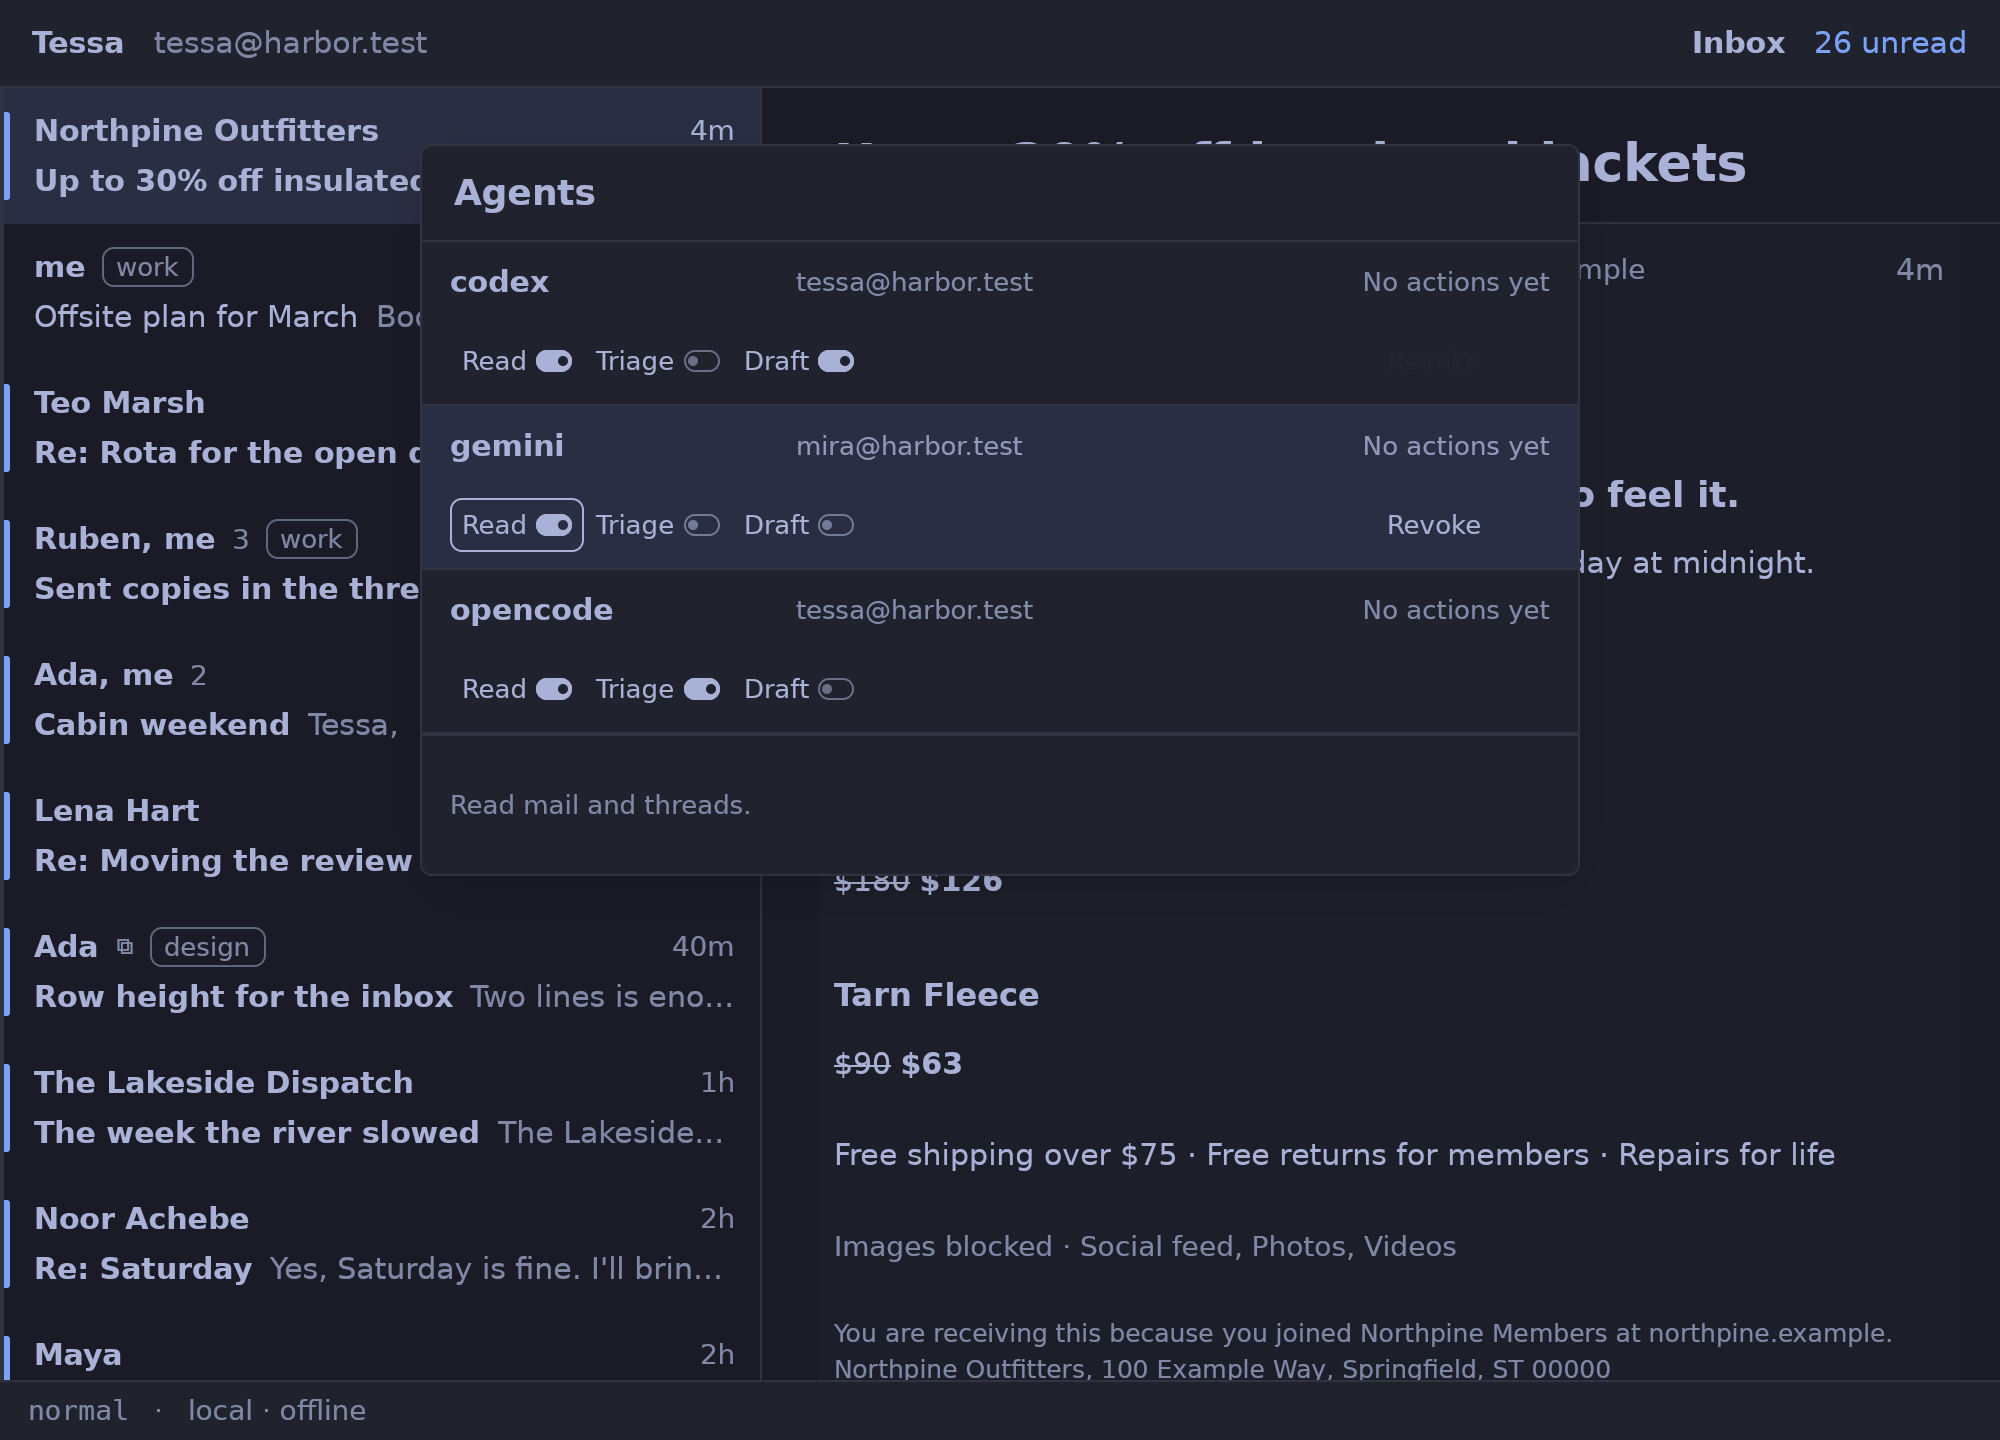 Tessa tessa@harbor.test
Inbox 26 unread
Northpine Outfitters 4m
Up to 30% off insulated
me work
Offsite plan for March
Teo Marsh
Re: Rota for the open
Ruben, me 3 work
Sent copies in the
Ada, me 2
Cabin weekend Tessa,
Lena Hart
Re: Moving the review
Ada design 40m
Row height for the inbox Two lines is eno…
The Lakeside Dispatch 1h
The week the river slowed The Lakeside…
Noor Achebe 2h
Re: Saturday Yes, Saturday is fine. I'll brin…
Maya 2h
Agents
codex tessa@harbor.test No actions yet
Read Triage Draft Revoke
gemini mira@harbor.test No actions yet
Read Triage Draft Revoke
opencode tessa@harbor.test No actions yet
Read Triage Draft
Read mail and threads.
4m
feel it.
at midnight.
$180 $126
Tarn Fleece
$90 $63
Free shipping over $75 · Free returns for members · Repairs for life
Images blocked · Social feed, Photos, Videos
You are receiving this because you joined Northpine Members at northpine.example.
Northpine Outfitters, 100 Example Way, Springfield, ST 00000
normal · local · offline